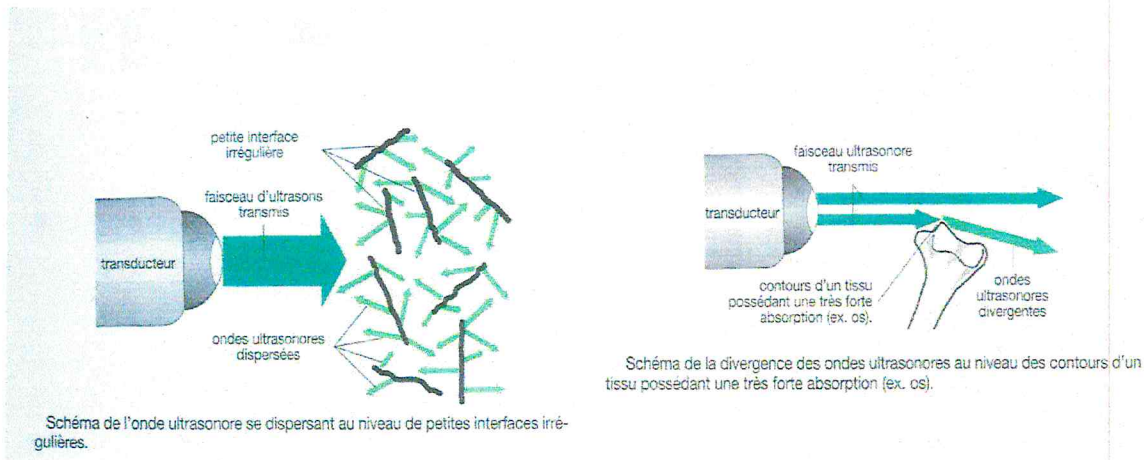 petite interface
irrégulière
faisceau d'ultrasons
transmis
transducteur
ondes ultrasonores
dispersées
Schéma de l'onde ultrasonore se dispersant au niveau de petites interfaces irré-
gulières.
faisceau ultrasonore
transmis
transducteur
contours d'un tissu
possédant une très forte
absorption (ex. os).
ondes
ultrasonores
divergentes
Schéma de la divergence des ondes ultrasonores au niveau des contours d'un
tissu possédant une très forte absorption (ex. os).